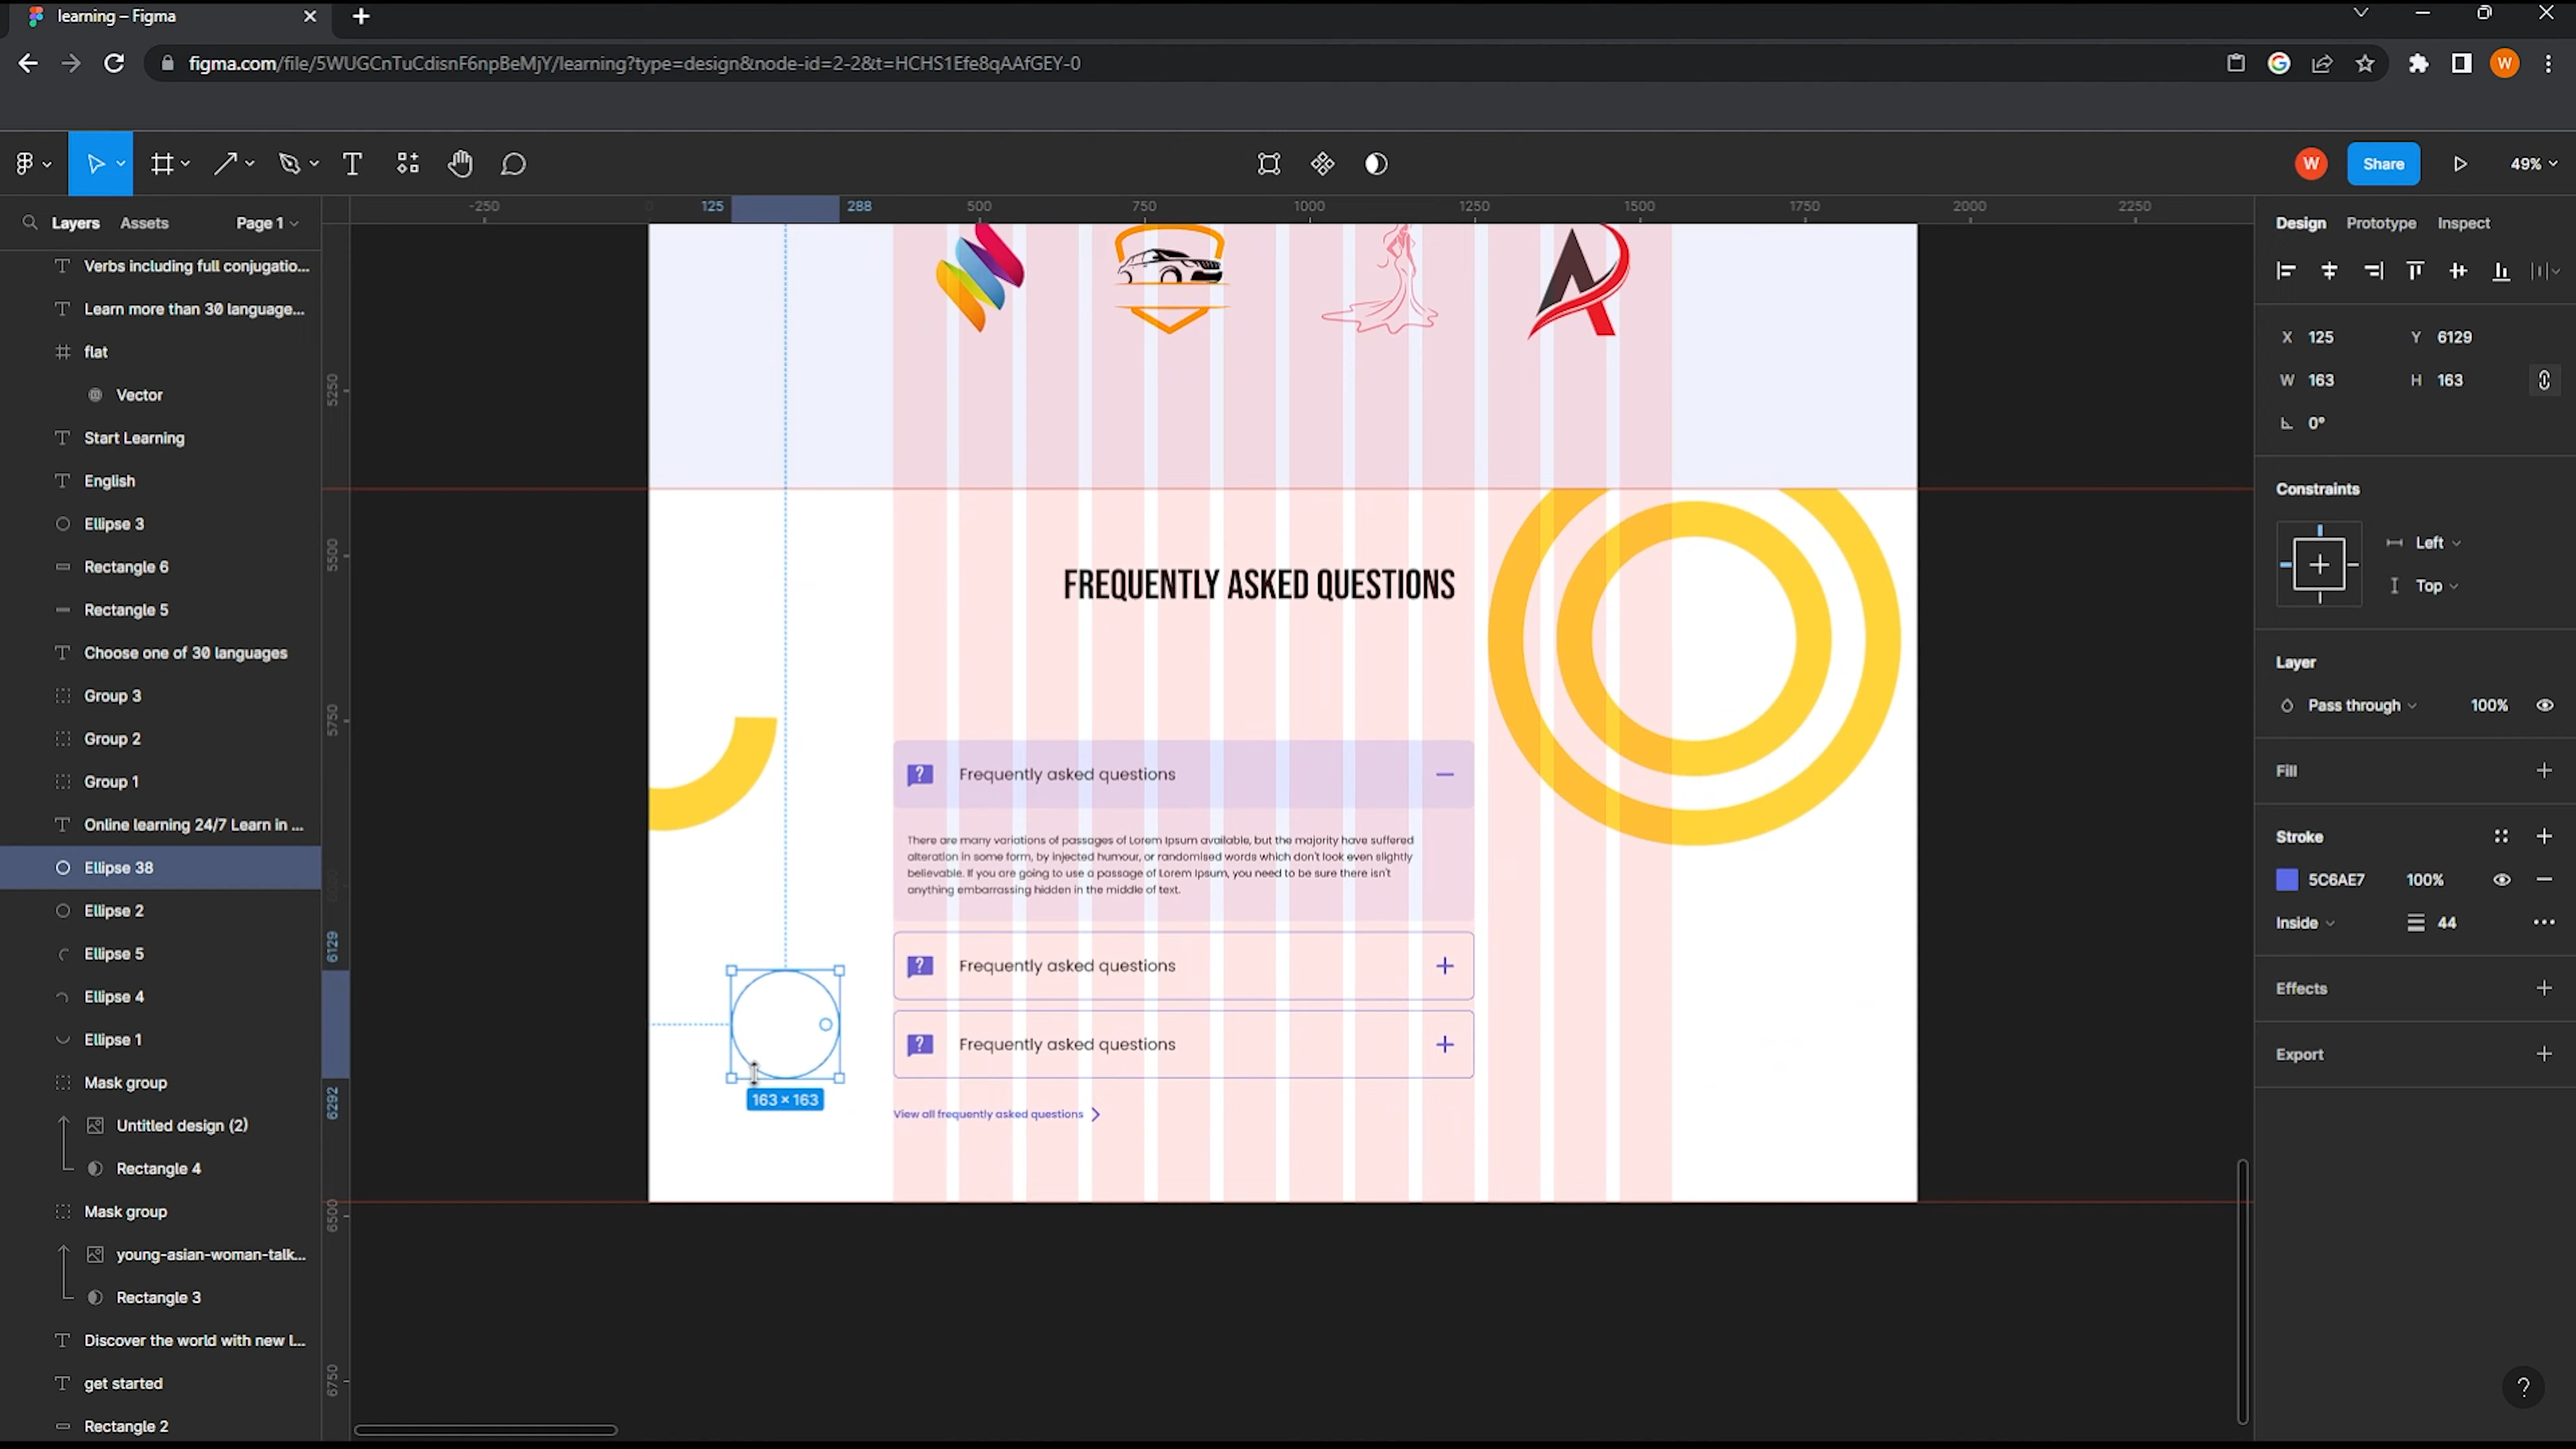 learning – Figma
figma.com/file/5WUGCnTuCdisnF6npBeMjY/learning?type=design&node-id=2-2&t=HCHS1Efe8qAAfGEY-0
W
W
Share
49%
Layers
Assets
Page 1
-250
125
288
500
750
1000
1250
1500
1750
2000
2250
Design
Prototype
Inspect
Verbs including full conjugatio...
Learn more than 30 language...
flat
Vector
Start Learning
English
Ellipse 3
Rectangle 6
Rectangle 5
Choose one of 30 languages
Group 3
Group 2
Group 1
Online learning 24/7 Learn in ...
Ellipse 38
Ellipse 2
Ellipse 5
Ellipse 4
Ellipse 1
Mask group
Untitled design (2)
Rectangle 4
Mask group
young-asian-woman-talk...
Rectangle 3
Discover the world with new l...
get started
Rectangle 2
5250
5500
5750
6129
6292
6500
6750
FREQUENTLY ASKED QUESTIONS
Frequently asked questions
There are many variations of passages of Lorem Ipsum available, but the majority have suffered
alteration in some form, by injected humour, or randomised words which don't look even slightly
believable. If you are going to use a passage of Lorem Ipsum, you need to be sure there isn't
anything embarrassing hidden in the middle of text.
Frequently asked questions
Frequently asked questions
163 × 163
View all frequently asked questions
X 125 Y 6129
W 163 H 163
0°
Constraints
Left
Top
Layer
Pass through 100%
Fill
Stroke
5C6AE7 100%
Inside 44
Effects
Export
?